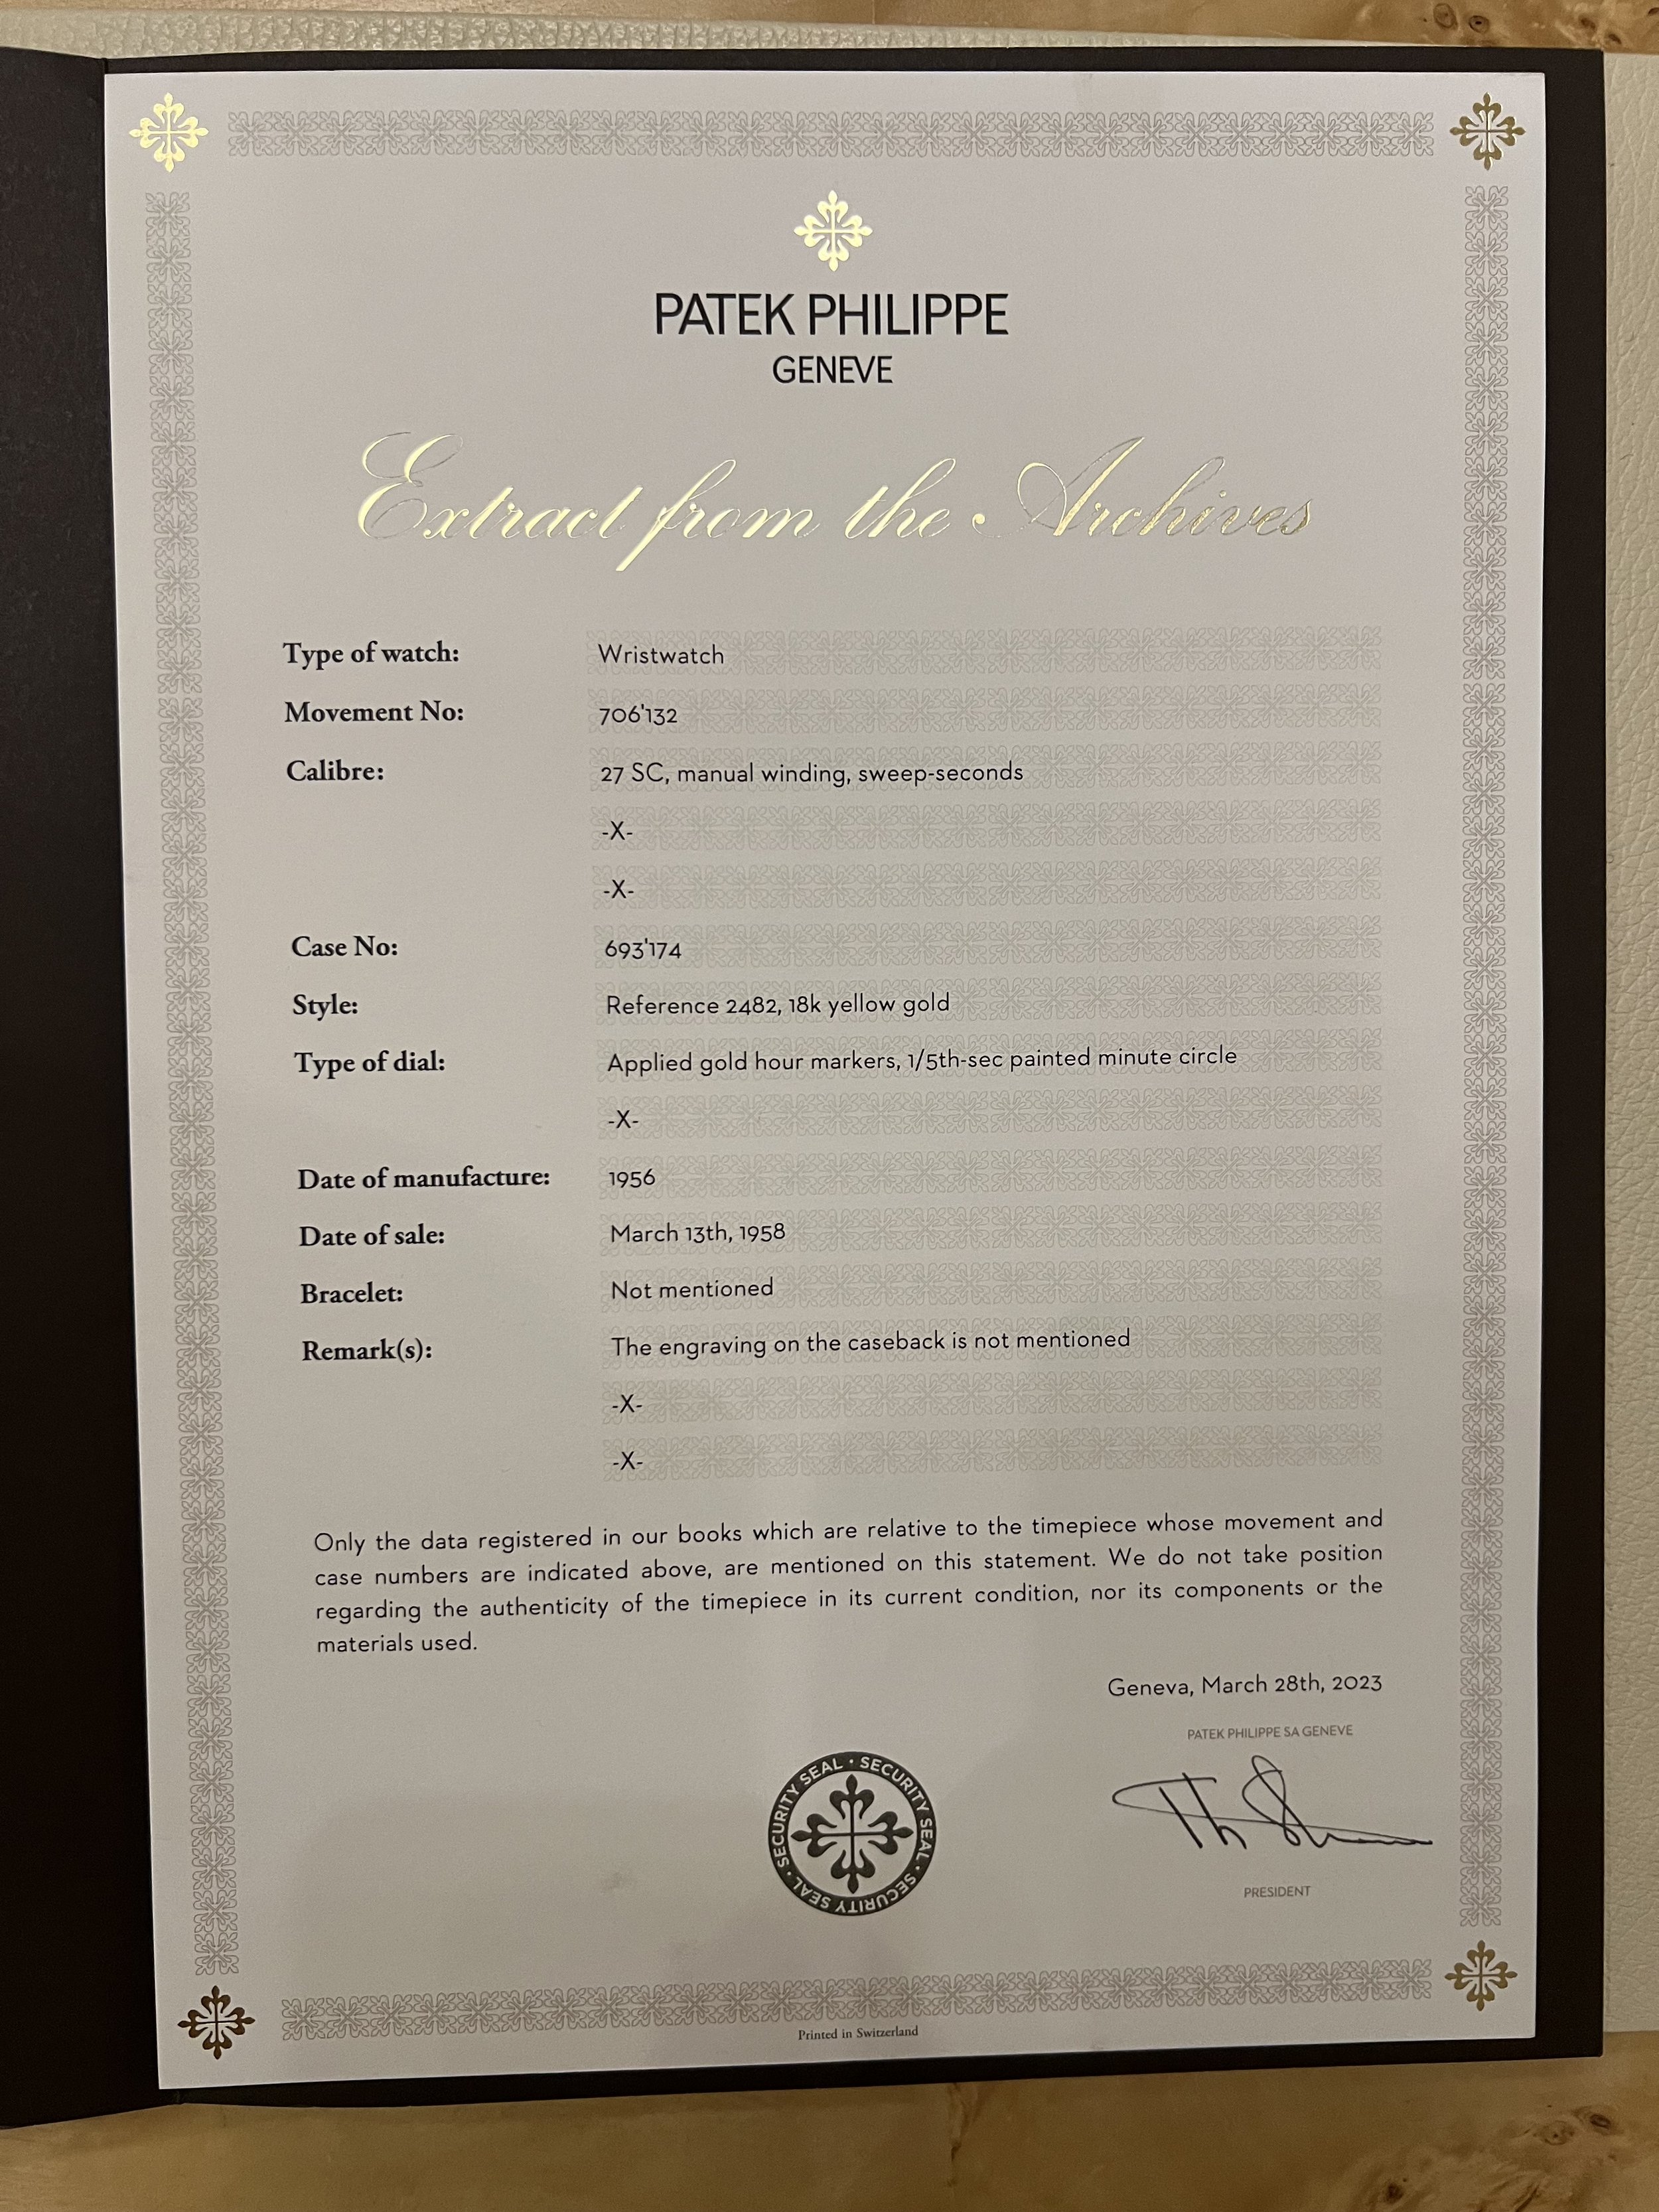 PATEK PHILIPPE
GENEVE
Extract from the Archives
Type of watch: Wristwatch
Movement No: 706'132
Calibre: 27 SC, manual winding, sweep-seconds
-X-
-X-
Case No: 693'174
Style: Reference 2482, 18k yellow gold
Type of dial: Applied gold hour markers, 1/5th-sec painted minute circle
-X-
Date of manufacture: 1956
Date of sale: March 13th, 1958
Bracelet: Not mentioned
Remark(s): The engraving on the caseback is not mentioned
-X-
-X-
Only the data registered in our books which are relative to the timepiece whose movement and
case numbers are indicated above, are mentioned on this statement. We do not take position
regarding the authenticity of the timepiece in its current condition, nor its components or the
materials used.
Geneva, March 28th, 2023
PATEK PHILIPPE SA GENEVE
SECURITY SEAL · SECURITY SEAL · SECURITY SEAL ·
PRESIDENT
Printed in Switzerland